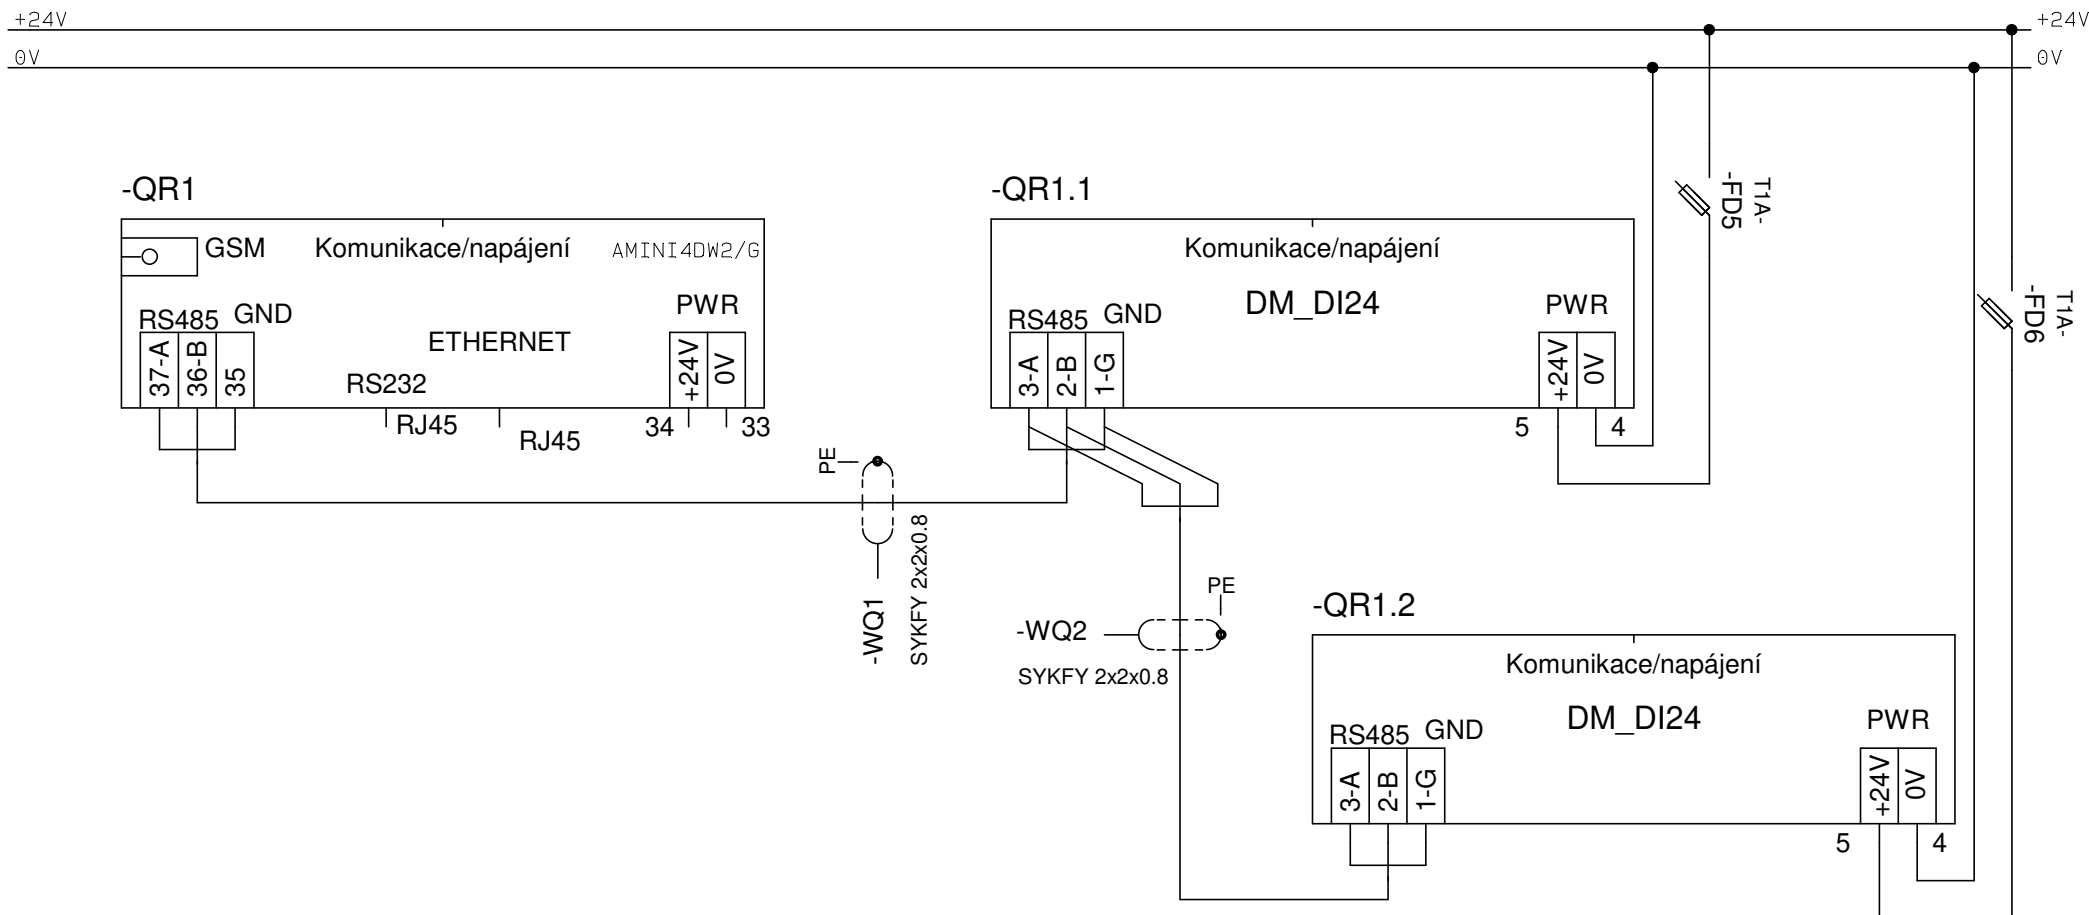 +24V
+24V
0V
0V
-QR1
GSM
Komunikace/napájení
AMINI4DW2/G
RS485
GND
PWR
ETHERNET
RS232
37-A
36-B
35
+24V
0V
RJ45
RJ45
34
33
-QR1.1
Komunikace/napájení
DM_DI24
RS485
GND
PWR
3-A
2-B
1-G
+24V
0V
5
4
T1A-
-FD5
T1A-
-FD6
PE
-WQ1
SYKFY 2x2x0.8
PE
-WQ2
SYKFY 2x2x0.8
-QR1.2
Komunikace/napájení
DM_DI24
RS485
GND
PWR
3-A
2-B
1-G
+24V
0V
5
4